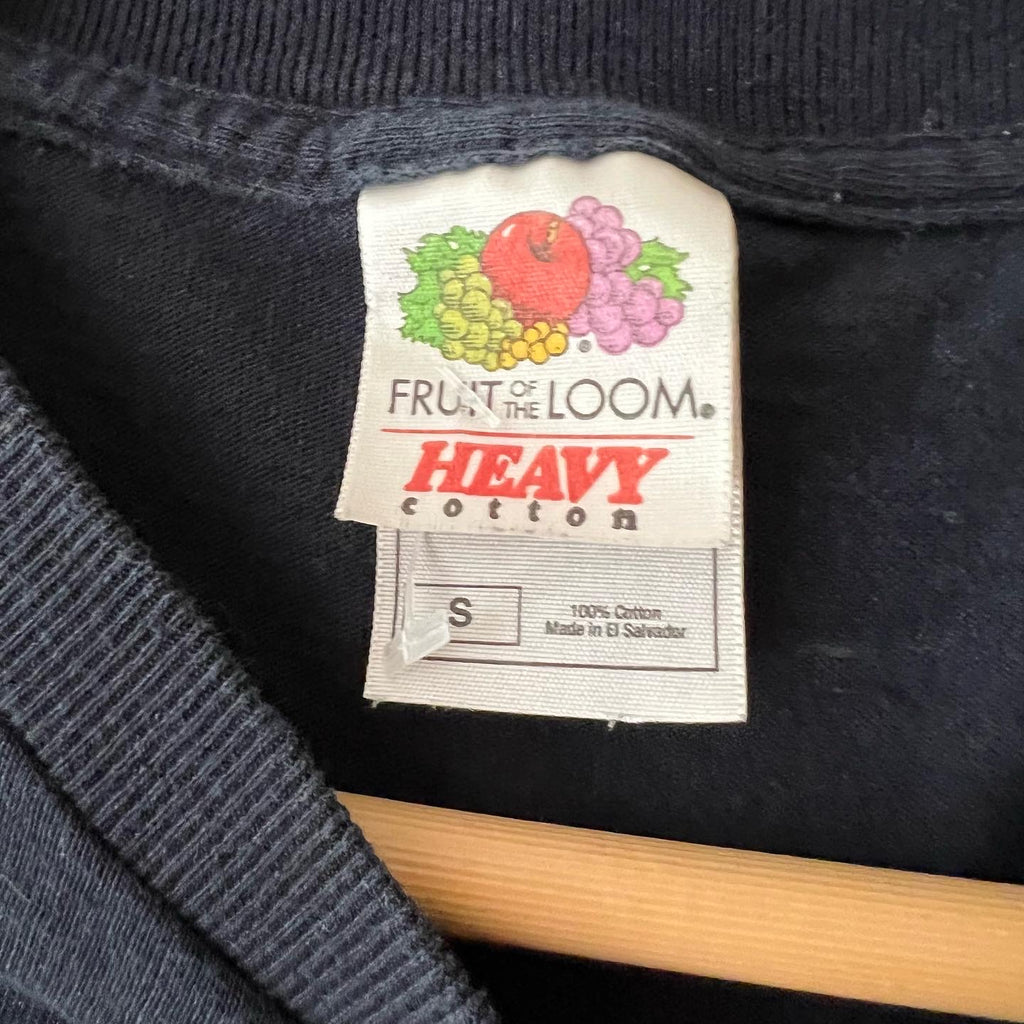 FRUIT OF THE LOOM®
HEAVY
cotton
S
100% Cotton
Made in El Salvador